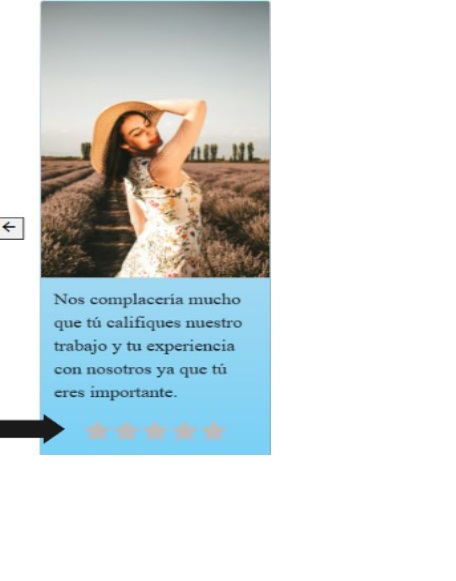 Nos complacería mucho
que tú califiques nuestro
trabajo y tu experiencia
con nosotros ya que tú
eres importante.